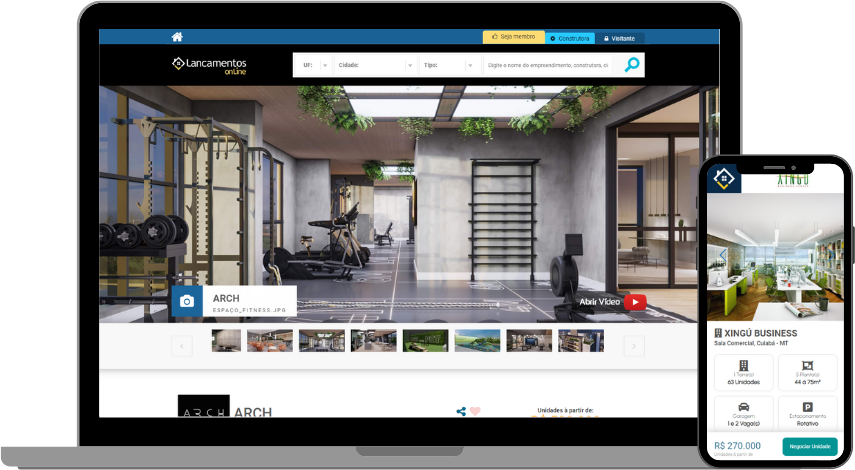 Seja membro
Construtora
Visitante
Lancamentos
onLine
UF:
Cidade:
Tipo:
Digite o nome do empreendimento, construtora, ci
ARCH
ESPAÇO_FITNESS.JPG
Abrir Vídeo
ARCH
ARCH
Unidades à partir de:
XINGÚ
XINGÚ BUSINESS
Sala Comercial, Cuiabá - MT
1 Torre(s)
63 Unidades
3 Planta(s)
44 à 75m²
Garagem
1 e 2 Vaga(s)
Estacionamento
Rotativo
R$ 270.000
Unidades à partir de
Negociar Unidade